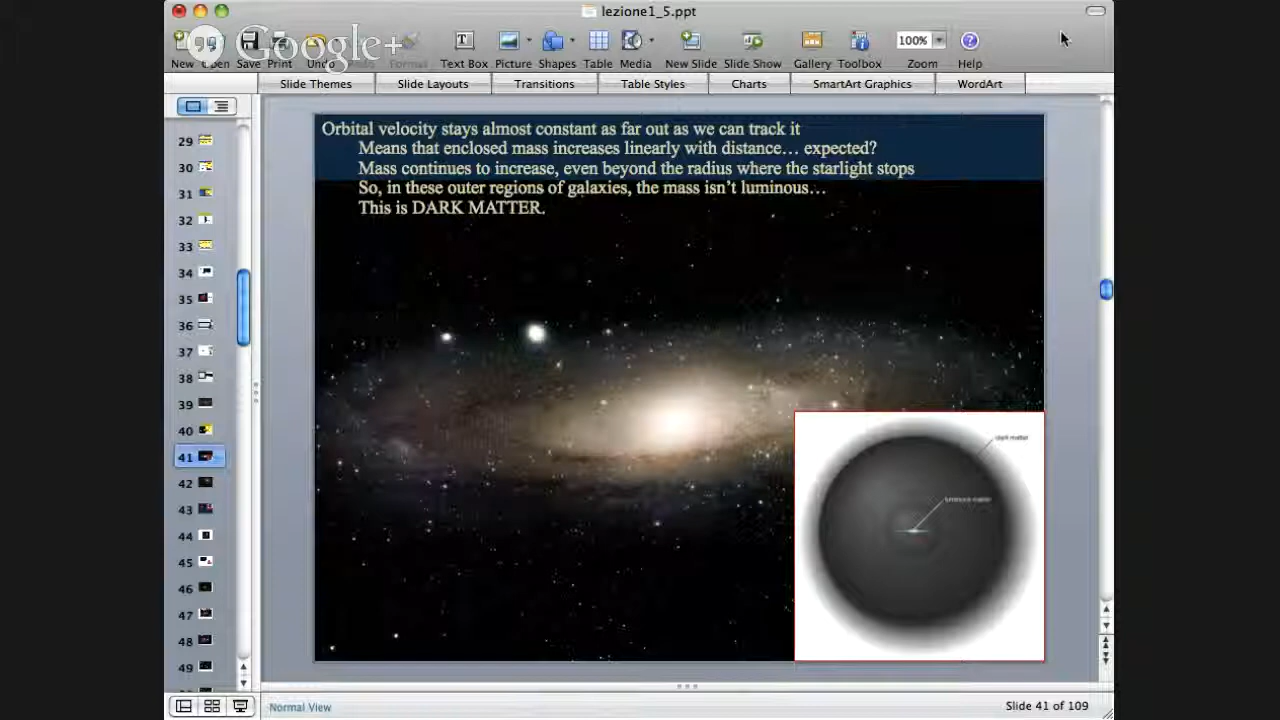 lezione1_5.ppt
Google+
New Open Save Print Undo Format Text Box Picture Shapes Table Media New Slide Slide Show Gallery Toolbox 100% Zoom Help
Slide Themes Slide Layouts Transitions Table Styles Charts SmartArt Graphics WordArt
Orbital velocity stays almost constant as far out as we can track it
Means that enclosed mass increases linearly with distance… expected?
Mass continues to increase, even beyond the radius where the starlight stops
So, in these outer regions of galaxies, the mass isn’t luminous…
This is DARK MATTER.
dark matter
luminous matter
29
30
31
32
33
34
35
36
37
38
39
40
41
42
43
44
45
46
47
48
49
Normal View
Slide 41 of 109